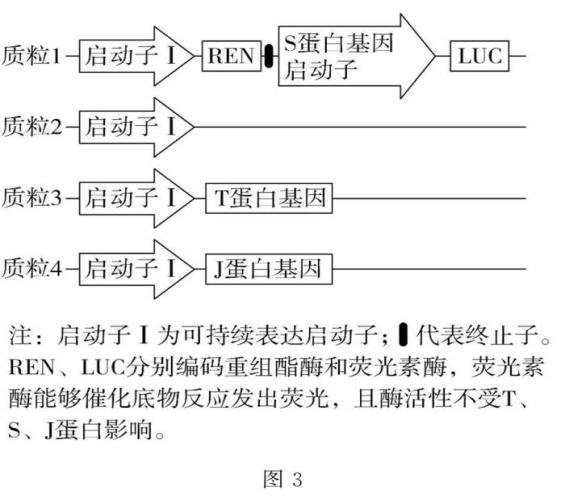 质粒1 启动子Ⅰ REN S蛋白基因启动子 LUC
质粒2 启动子Ⅰ
质粒3 启动子Ⅰ T蛋白基因
质粒4 启动子Ⅰ J蛋白基因
注：启动子Ⅰ为可持续表达启动子；代表终止子。
REN、LUC分别编码重组酯酶和荧光素酶，荧光素
酶能够催化底物反应发出荧光，且酶活性不受T、
S、J蛋白影响。
图 3